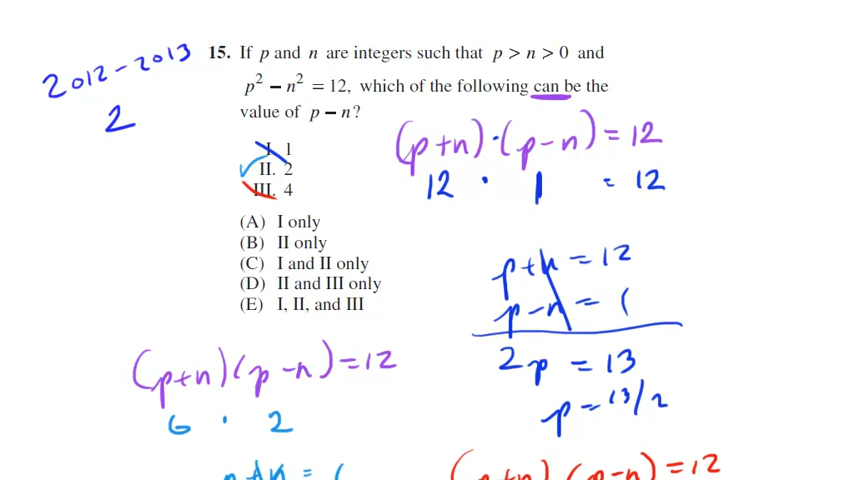 2012-2013
2
15. If p and n are integers such that p > n > 0 and
p² − n² = 12, which of the following can be the
value of p − n?
I. 1
II. 2
III. 4
(A) I only
(B) II only
(C) I and II only
(D) II and III only
(E) I, II, and III
(p+n)·(p−n)=12
12 · 1 = 12
p+n = 12
p−n = 1
2p = 13
p = 13/2
(p+n)(p−n)=12
6 · 2
(p+n)(p−n)=12